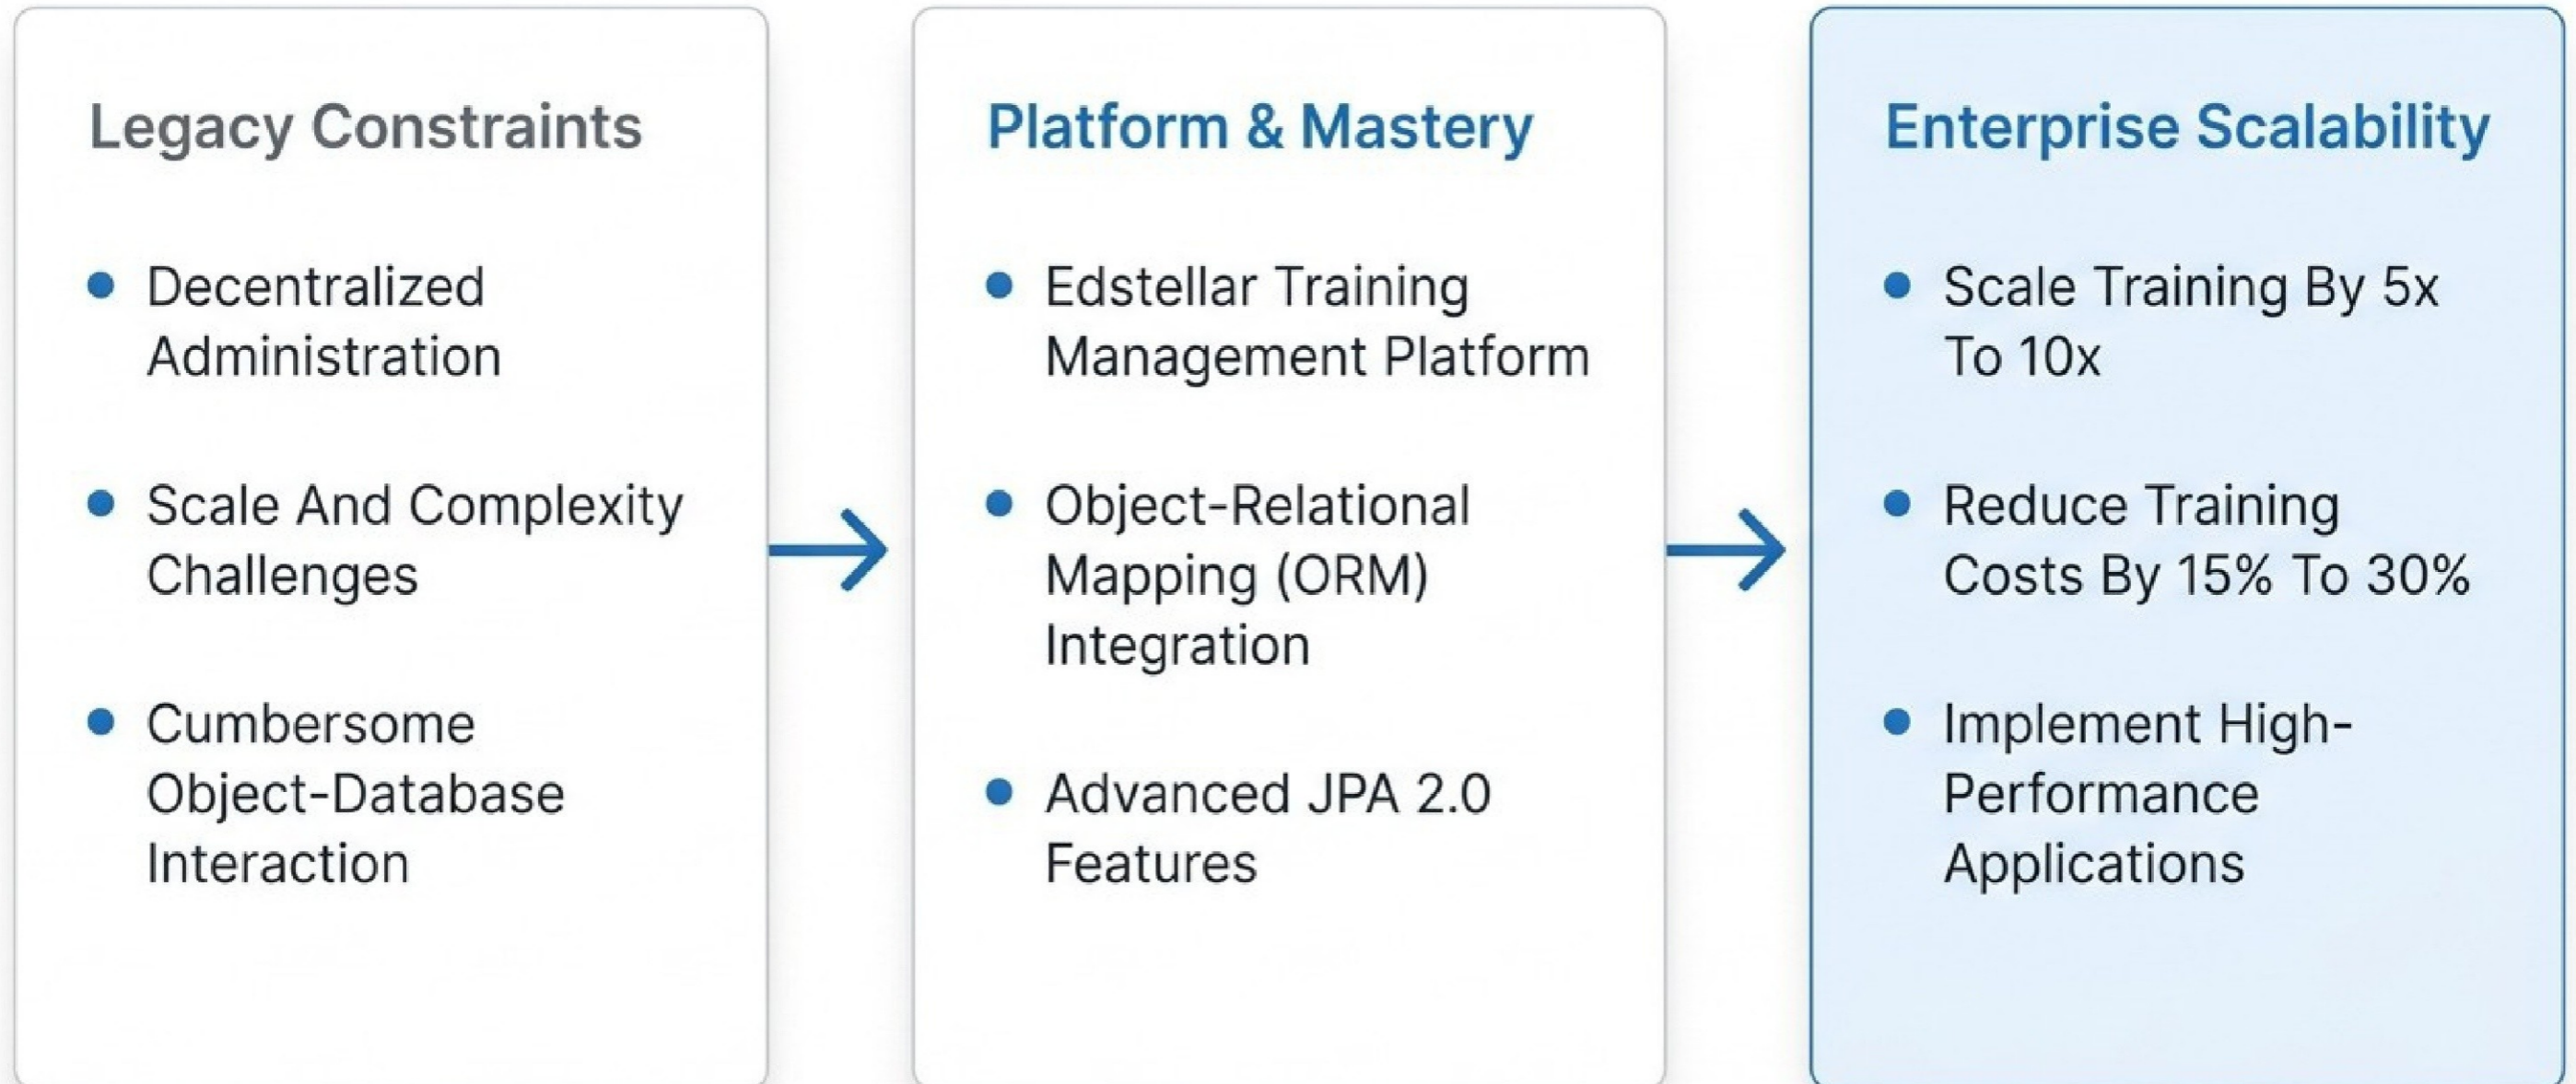 Legacy Constraints
Decentralized
Administration
Scale And Complexity
Challenges
Cumbersome
Object-Database
Interaction
Platform & Mastery
Edstellar Training
Management Platform
Object-Relational
Mapping (ORM)
Integration
Advanced JPA 2.0
Features
Enterprise Scalability
Scale Training By 5x
To 10x
Reduce Training
Costs By 15% To 30%
Implement High-
Performance
Applications